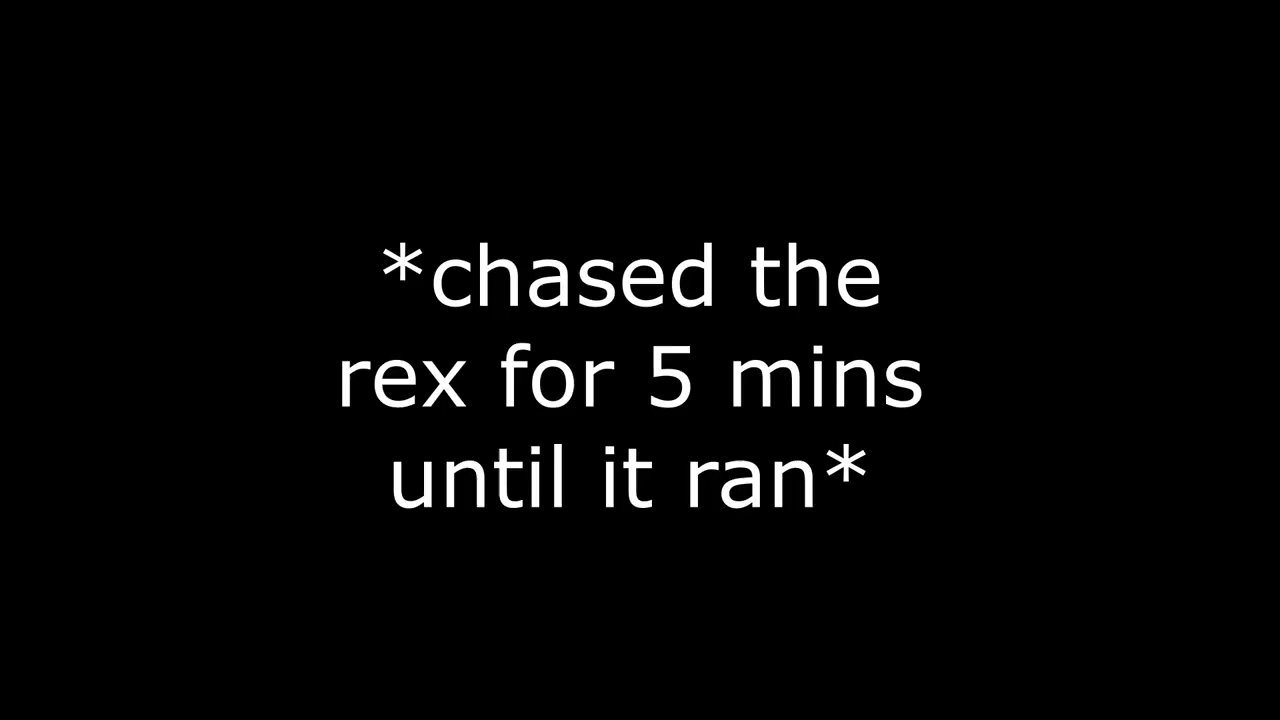 *chased the
rex for 5 mins
until it ran*